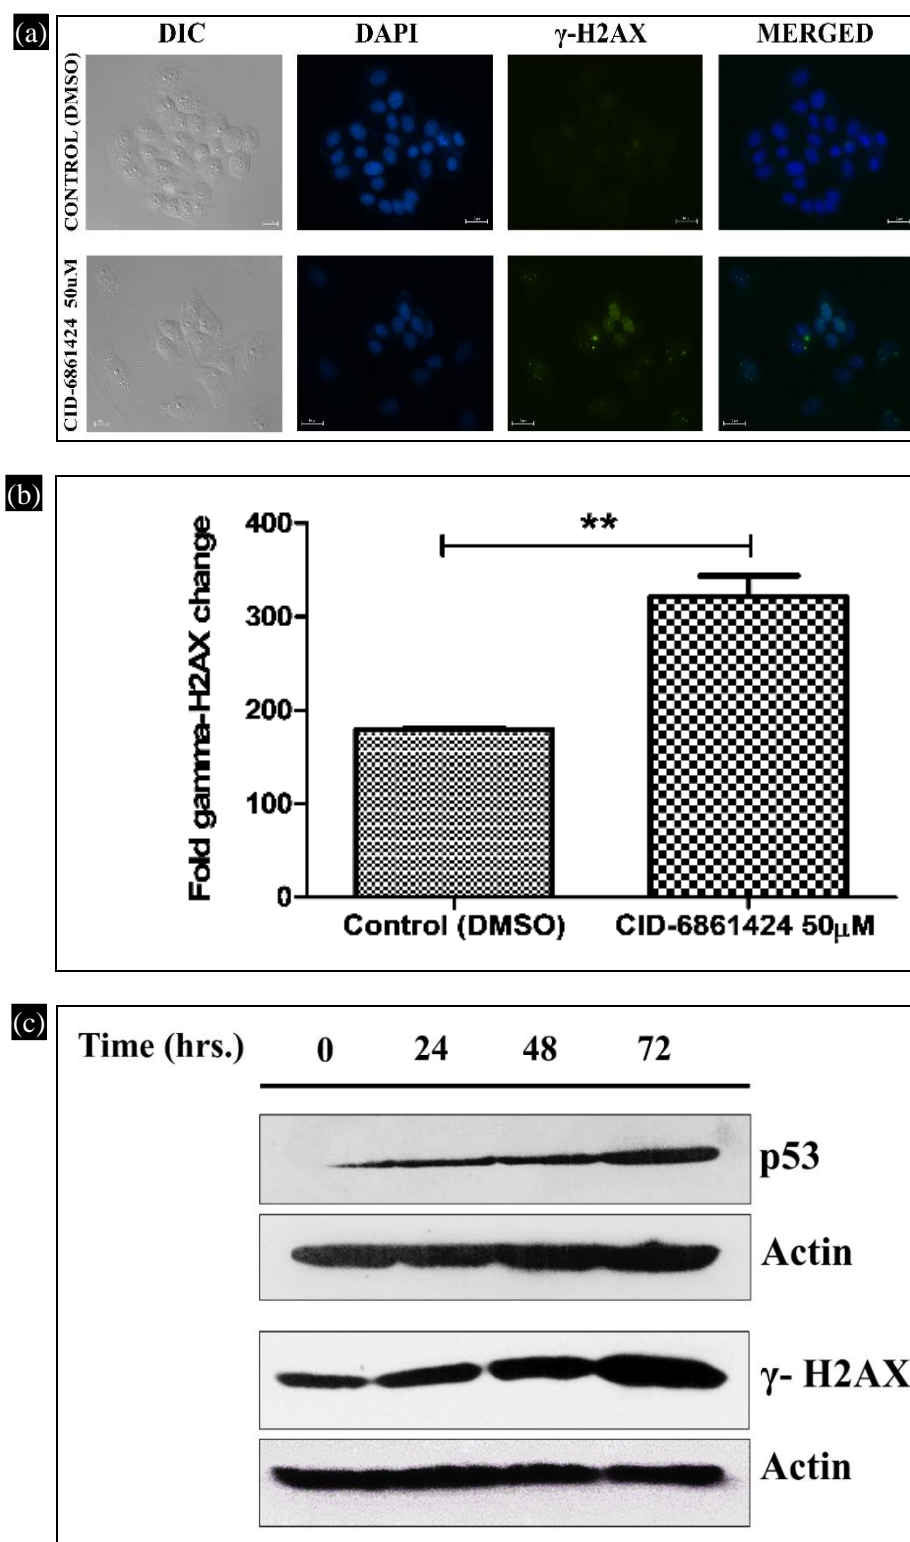 (a)
DIC DAPI γ-H2AX MERGED
CONTROL (DMSO)
CID-6861424 50uM
(b)
Fold gamma-H2AX change
400
**
300
200
100
0
Control (DMSO) CID-6861424 50μM
(c)
Time (hrs.) 0 24 48 72
p53
Actin
γ- H2AX
Actin